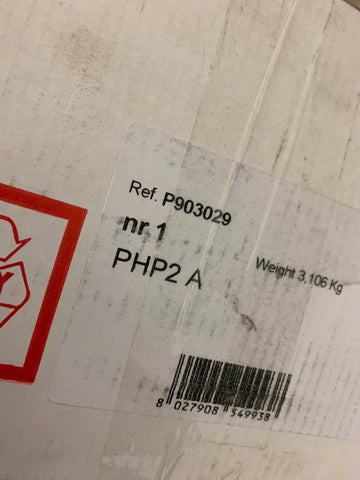 Ref. P903029
nr 1
Weight 3,106 Kg
PHP2 A
8 027908 549938